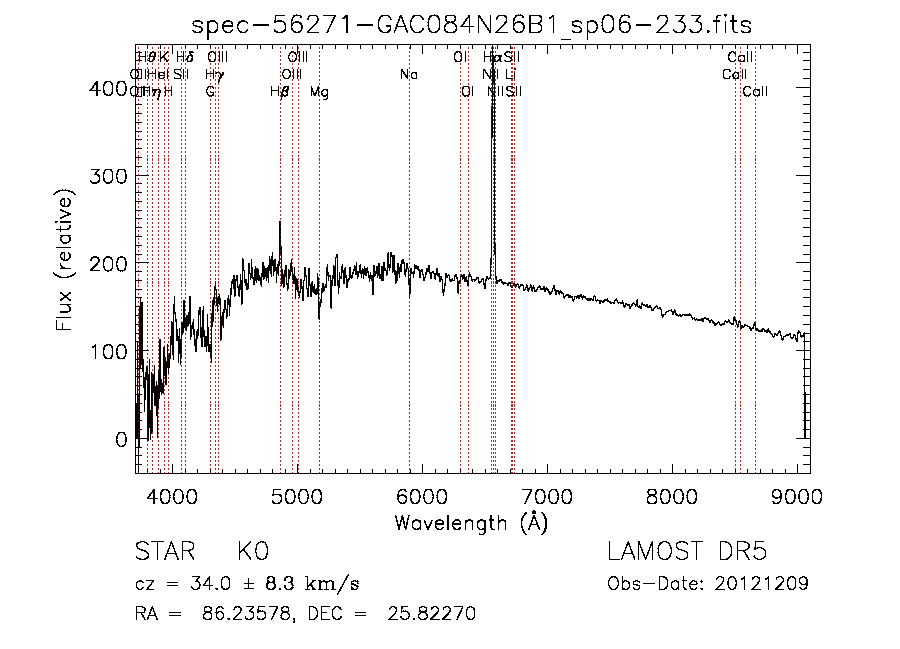 spec-56271-GAC084N26B1_sp06-233.fits
Hθ K Hδ OIII OIII OI Hα SII CaII
OII HeI SII Hγ OIII Na NII Li CaII
OII Hη H G Hβ Mg OI NII SII CaII
400
300
200
100
0
Flux (relative)
4000 5000 6000 7000 8000 9000
Wavelength (Å)
STAR K0 LAMOST DR5
cz = 34.0 ± 8.3 km/s Obs-Date: 20121209
RA = 86.23578, DEC = 25.82270